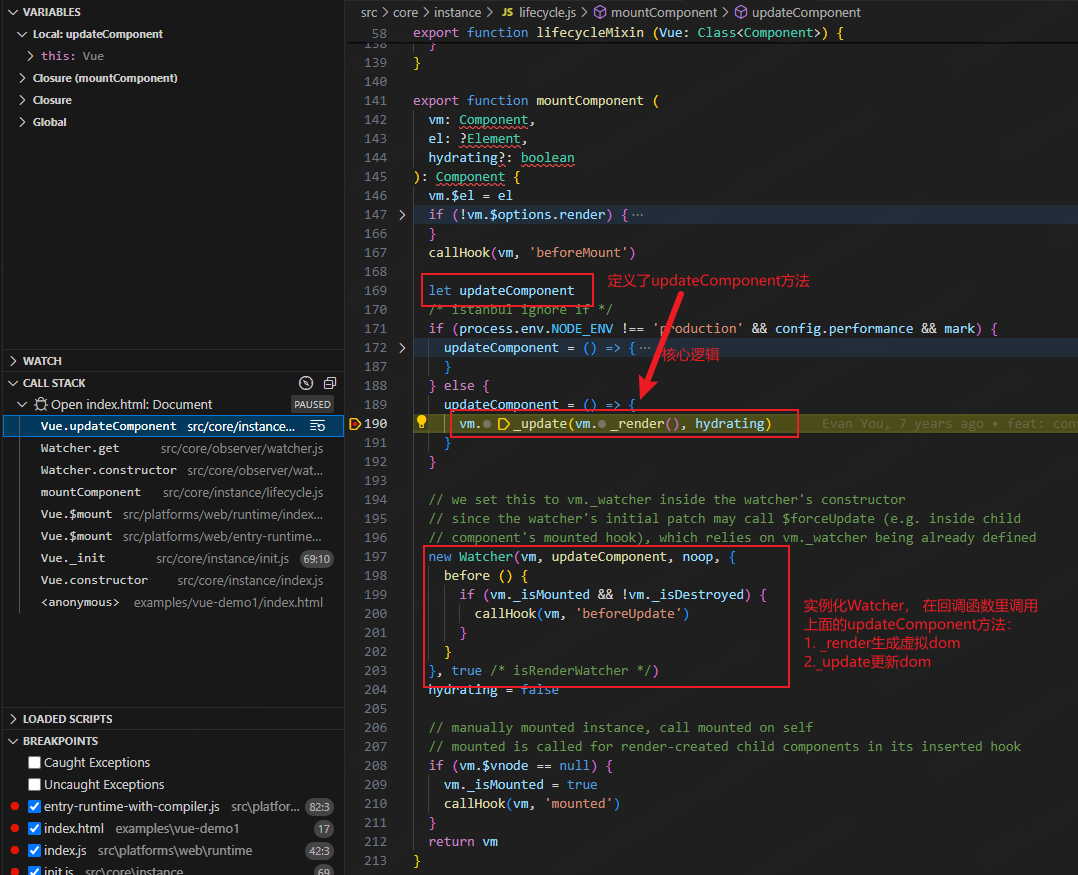 VARIABLES
Local: updateComponent
this: Vue
Closure (mountComponent)
Closure
Global
WATCH
CALL STACK
Open index.html: Document PAUSED
Vue.updateComponent src/core/instance...
Watcher.get src/core/observer/watcher.js
Watcher.constructor src/core/observer/wat...
mountComponent src/core/instance/lifecycle.js
Vue.$mount src/platforms/web/runtime/index...
Vue.$mount src/platforms/web/entry-runtime...
Vue._init src/core/instance/init.js 69:10
Vue.constructor src/core/instance/index.js
<anonymous> examples/vue-demo1/index.html
LOADED SCRIPTS
BREAKPOINTS
Caught Exceptions
Uncaught Exceptions
entry-runtime-with-compiler.js src\platfor... 82:3
index.html examples\vue-demo1 17
index.js src\platforms\web\runtime 42:3
init.js src\core\instance 69
src > core > instance > JS lifecycle.js > mountComponent > updateComponent
58 export function lifecycleMixin (Vue: Class<Component>) {
138 }
139 }
140
141 export function mountComponent (
142 vm: Component,
143 el: ?Element,
144 hydrating?: boolean
145 ): Component {
146 vm.$el = el
147 if (!vm.$options.render) {…
166 }
167 callHook(vm, 'beforeMount')
168
169 let updateComponent
定义了updateComponent方法
170 /* istanbul ignore if */
171 if (process.env.NODE_ENV !== 'production' && config.performance && mark) {
172 updateComponent = () => {…
核心逻辑
187 }
188 } else {
189 updateComponent = () => {
190 vm._update(vm._render(), hydrating) Evan You, 7 years ago • feat: con
191 }
192 }
193
194 // we set this to vm._watcher inside the watcher's constructor
195 // since the watcher's initial patch may call $forceUpdate (e.g. inside child
196 // component's mounted hook), which relies on vm._watcher being already defined
197 new Watcher(vm, updateComponent, noop, {
198 before () {
199 if (vm._isMounted && !vm._isDestroyed) {
200 callHook(vm, 'beforeUpdate')
201 }
202 }
203 }, true /* isRenderWatcher */)
实例化Watcher， 在回调函数里调用
上面的updateComponent方法：
1. _render生成虚拟dom
2._update更新dom
204 hydrating = false
205
206 // manually mounted instance, call mounted on self
207 // mounted is called for render-created child components in its inserted hook
208 if (vm.$vnode == null) {
209 vm._isMounted = true
210 callHook(vm, 'mounted')
211 }
212 return vm
213 }